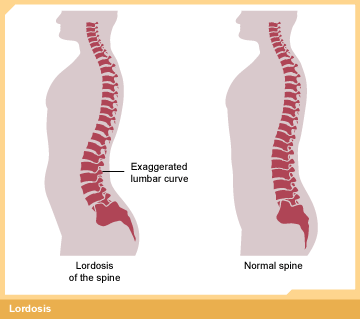 Exaggerated
lumbar curve
Lordosis
of the spine
Normal spine
Lordosis